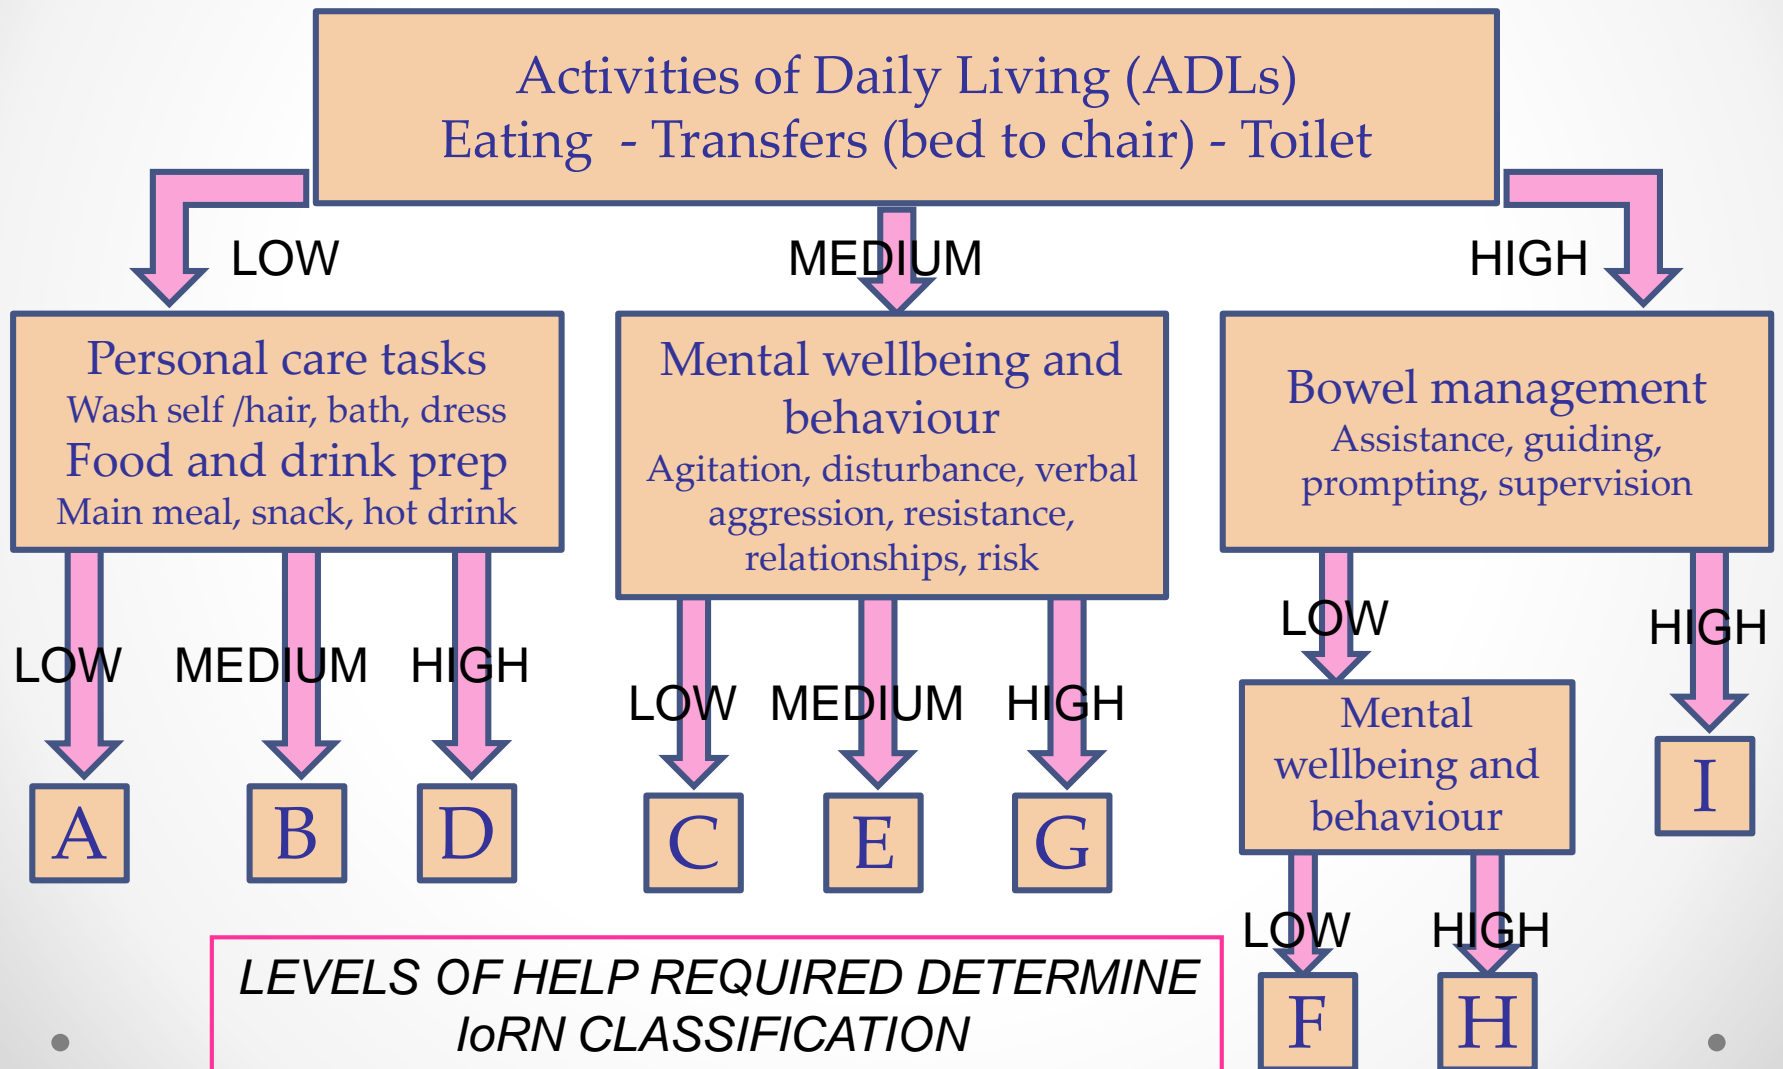 Activities of Daily Living (ADLs)
Eating - Transfers (bed to chair) - Toilet
LOW
MEDIUM
HIGH
Personal care tasks
Wash self /hair, bath, dress
Food and drink prep
Main meal, snack, hot drink
Mental wellbeing and
behaviour
Agitation, disturbance, verbal
aggression, resistance,
relationships, risk
Bowel management
Assistance, guiding,
prompting, supervision
LOW
MEDIUM
HIGH
LOW
MEDIUM
HIGH
LOW
HIGH
A
B
D
C
E
G
Mental
wellbeing and
behaviour
I
LOW
HIGH
F
H
LEVELS OF HELP REQUIRED DETERMINE
IoRN CLASSIFICATION